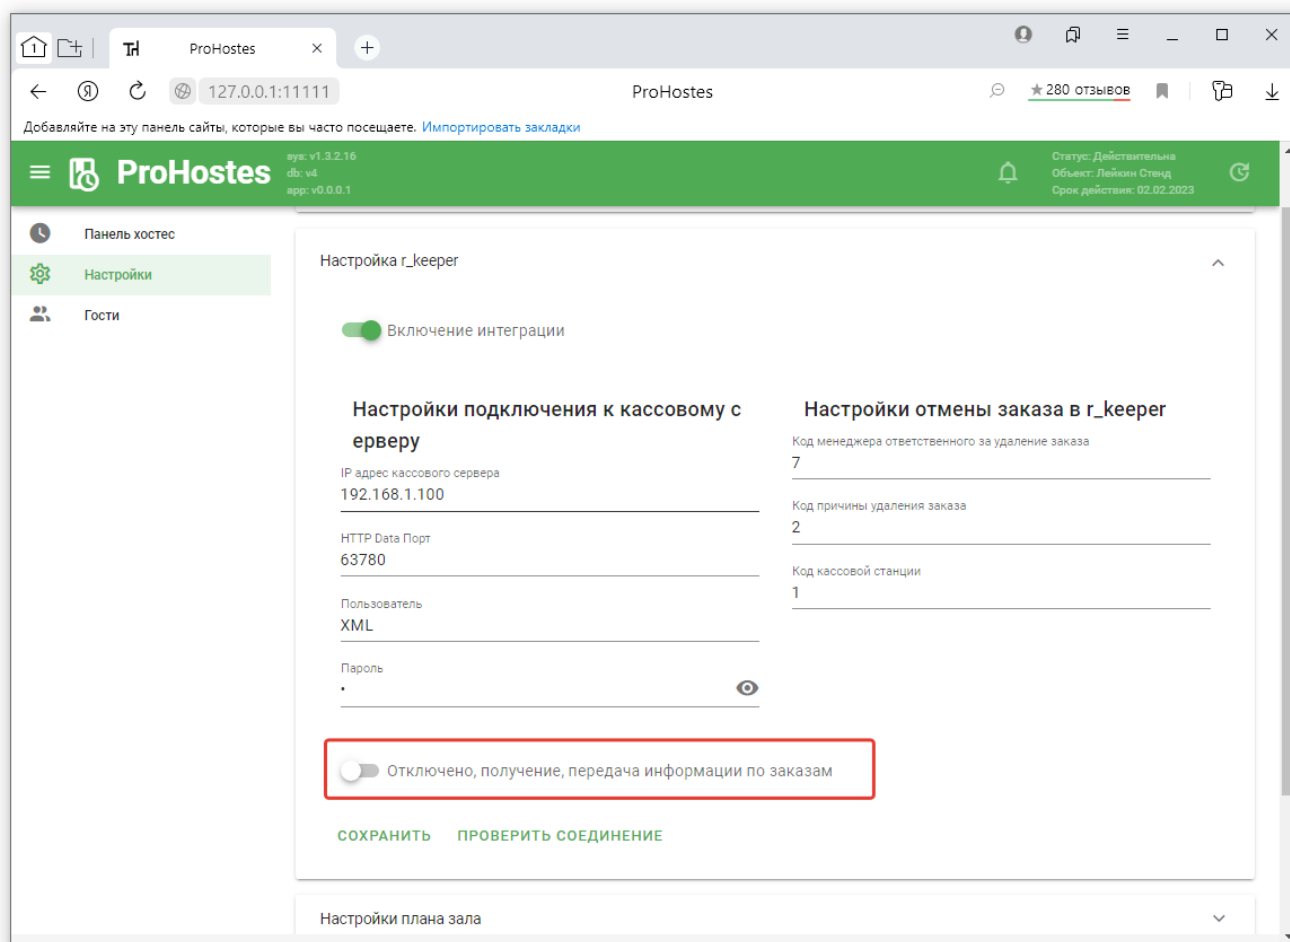 1
ProHostes
127.0.0.1:11111
ProHostes
280 отзывов
Добавляйте на эту панель сайты, которые вы часто посещаете. Импортировать закладки
ProHostes
sys: v1.3.2.16
db: v4
app: v0.0.0.1
Статус: Действительна
Объект: Лейкин Стенд
Срок действия: 02.02.2023
Панель хостес
Настройки
Гости
Настройка r_keeper
Включение интеграции
Настройки подключения к кассовому с
ерверу
IP адрес кассового сервера
192.168.1.100
HTTP Data Порт
63780
Пользователь
XML
Пароль
•
Настройки отмены заказа в r_keeper
Код менеджера ответственного за удаление заказа
7
Код причины удаления заказа
2
Код кассовой станции
1
Отключено, получение, передача информации по заказам
СОХРАНИТЬ
ПРОВЕРИТЬ СОЕДИНЕНИЕ
Настройки плана зала